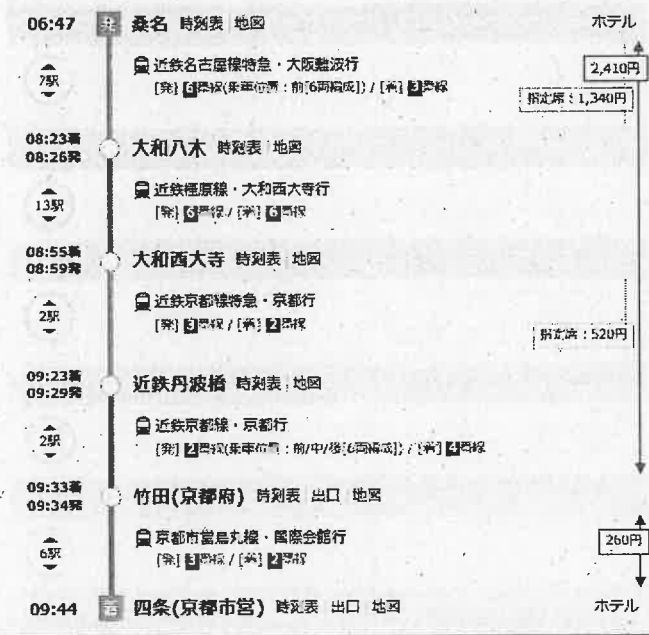 06:47 発 桑名 時刻表 地図 ホテル
7駅 近鉄名古屋線特急・大阪難波行 2,410円
[発] 6番線(乗車位置：前[6両編成]) / [着] 3番線 指定席：1,340円
08:23着
08:26発 大和八木 時刻表 地図
13駅 近鉄橿原線・大和西大寺行
[発] 6番線 / [着] 6番線
08:55着
08:59発 大和西大寺 時刻表 地図
2駅 近鉄京都線特急・京都行
[発] 3番線 / [着] 2番線 指定席：520円
09:23着
09:29発 近鉄丹波橋 時刻表 地図
2駅 近鉄京都線・京都行
[発] 2番線(乗車位置：前/中/後[6両編成]) / [着] 4番線
09:33着
09:34発 竹田(京都府) 時刻表 出口 地図
6駅 京都市営烏丸線・国際会館行 260円
[発] 3番線 / [着] 2番線
09:44 着 四条(京都市営) 時刻表 出口 地図 ホテル